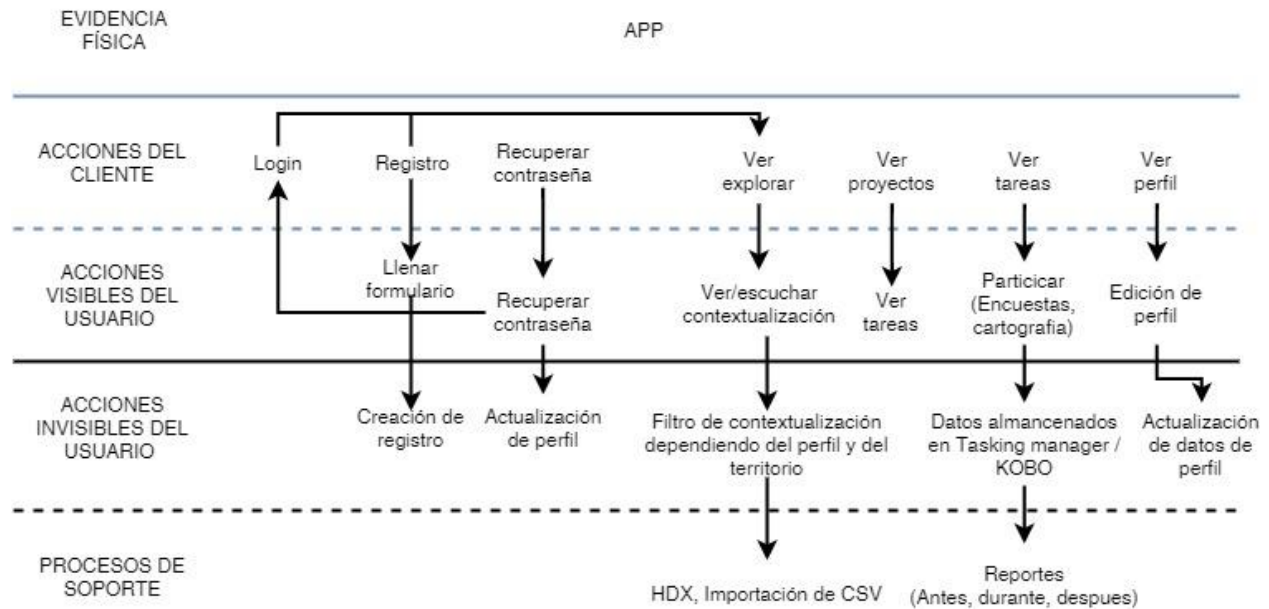 EVIDENCIA
FÍSICA
APP
ACCIONES DEL
CLIENTE
Login
Registro
Recuperar
contraseña
Ver
explorar
Ver
proyectos
Ver
tareas
Ver
perfil
ACCIONES
VISIBLES DEL
USUARIO
Llenar
formulario
Recuperar
contraseña
Ver/escuchar
contextualización
Ver
tareas
Particicar
(Encuestas,
cartografia)
Edición de
perfil
ACCIONES
INVISIBLES DEL
USUARIO
Creación de
registro
Actualización
de perfil
Filtro de contextualización
dependiendo del perfil y del
territorio
Datos almancenados
en Tasking manager /
KOBO
Actualización
de datos de
perfil
PROCESOS DE
SOPORTE
HDX, Importación de CSV
Reportes
(Antes, durante, despues)